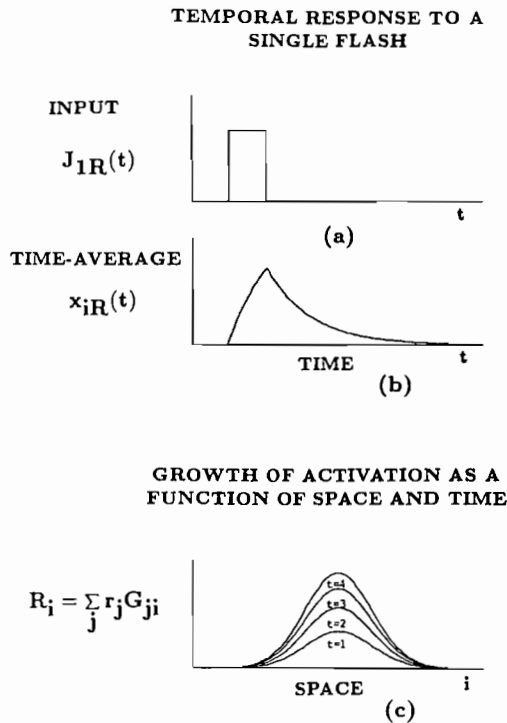 TEMPORAL RESPONSE TO A
SINGLE FLASH
INPUT
J1R(t)
t
(a)
TIME-AVERAGE
xiR(t)
TIME
t
(b)
GROWTH OF ACTIVATION AS A
FUNCTION OF SPACE AND TIME
Ri = Σj rjGji
t=4
t=3
t=2
t=1
SPACE
i
(c)